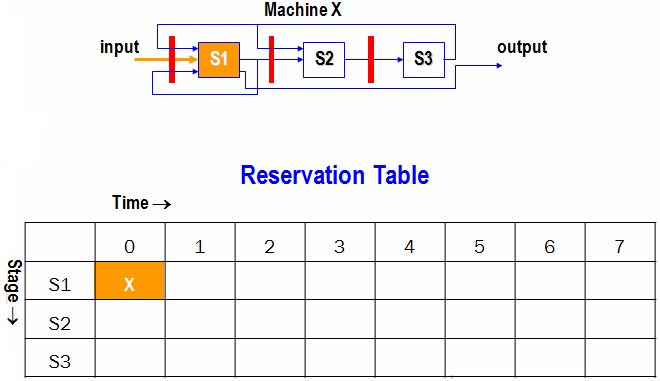 Machine X
input
S1
S2
S3
output
Reservation Table
Time →
0 1 2 3 4 5 6 7
Stage →
S1 X
S2
S3